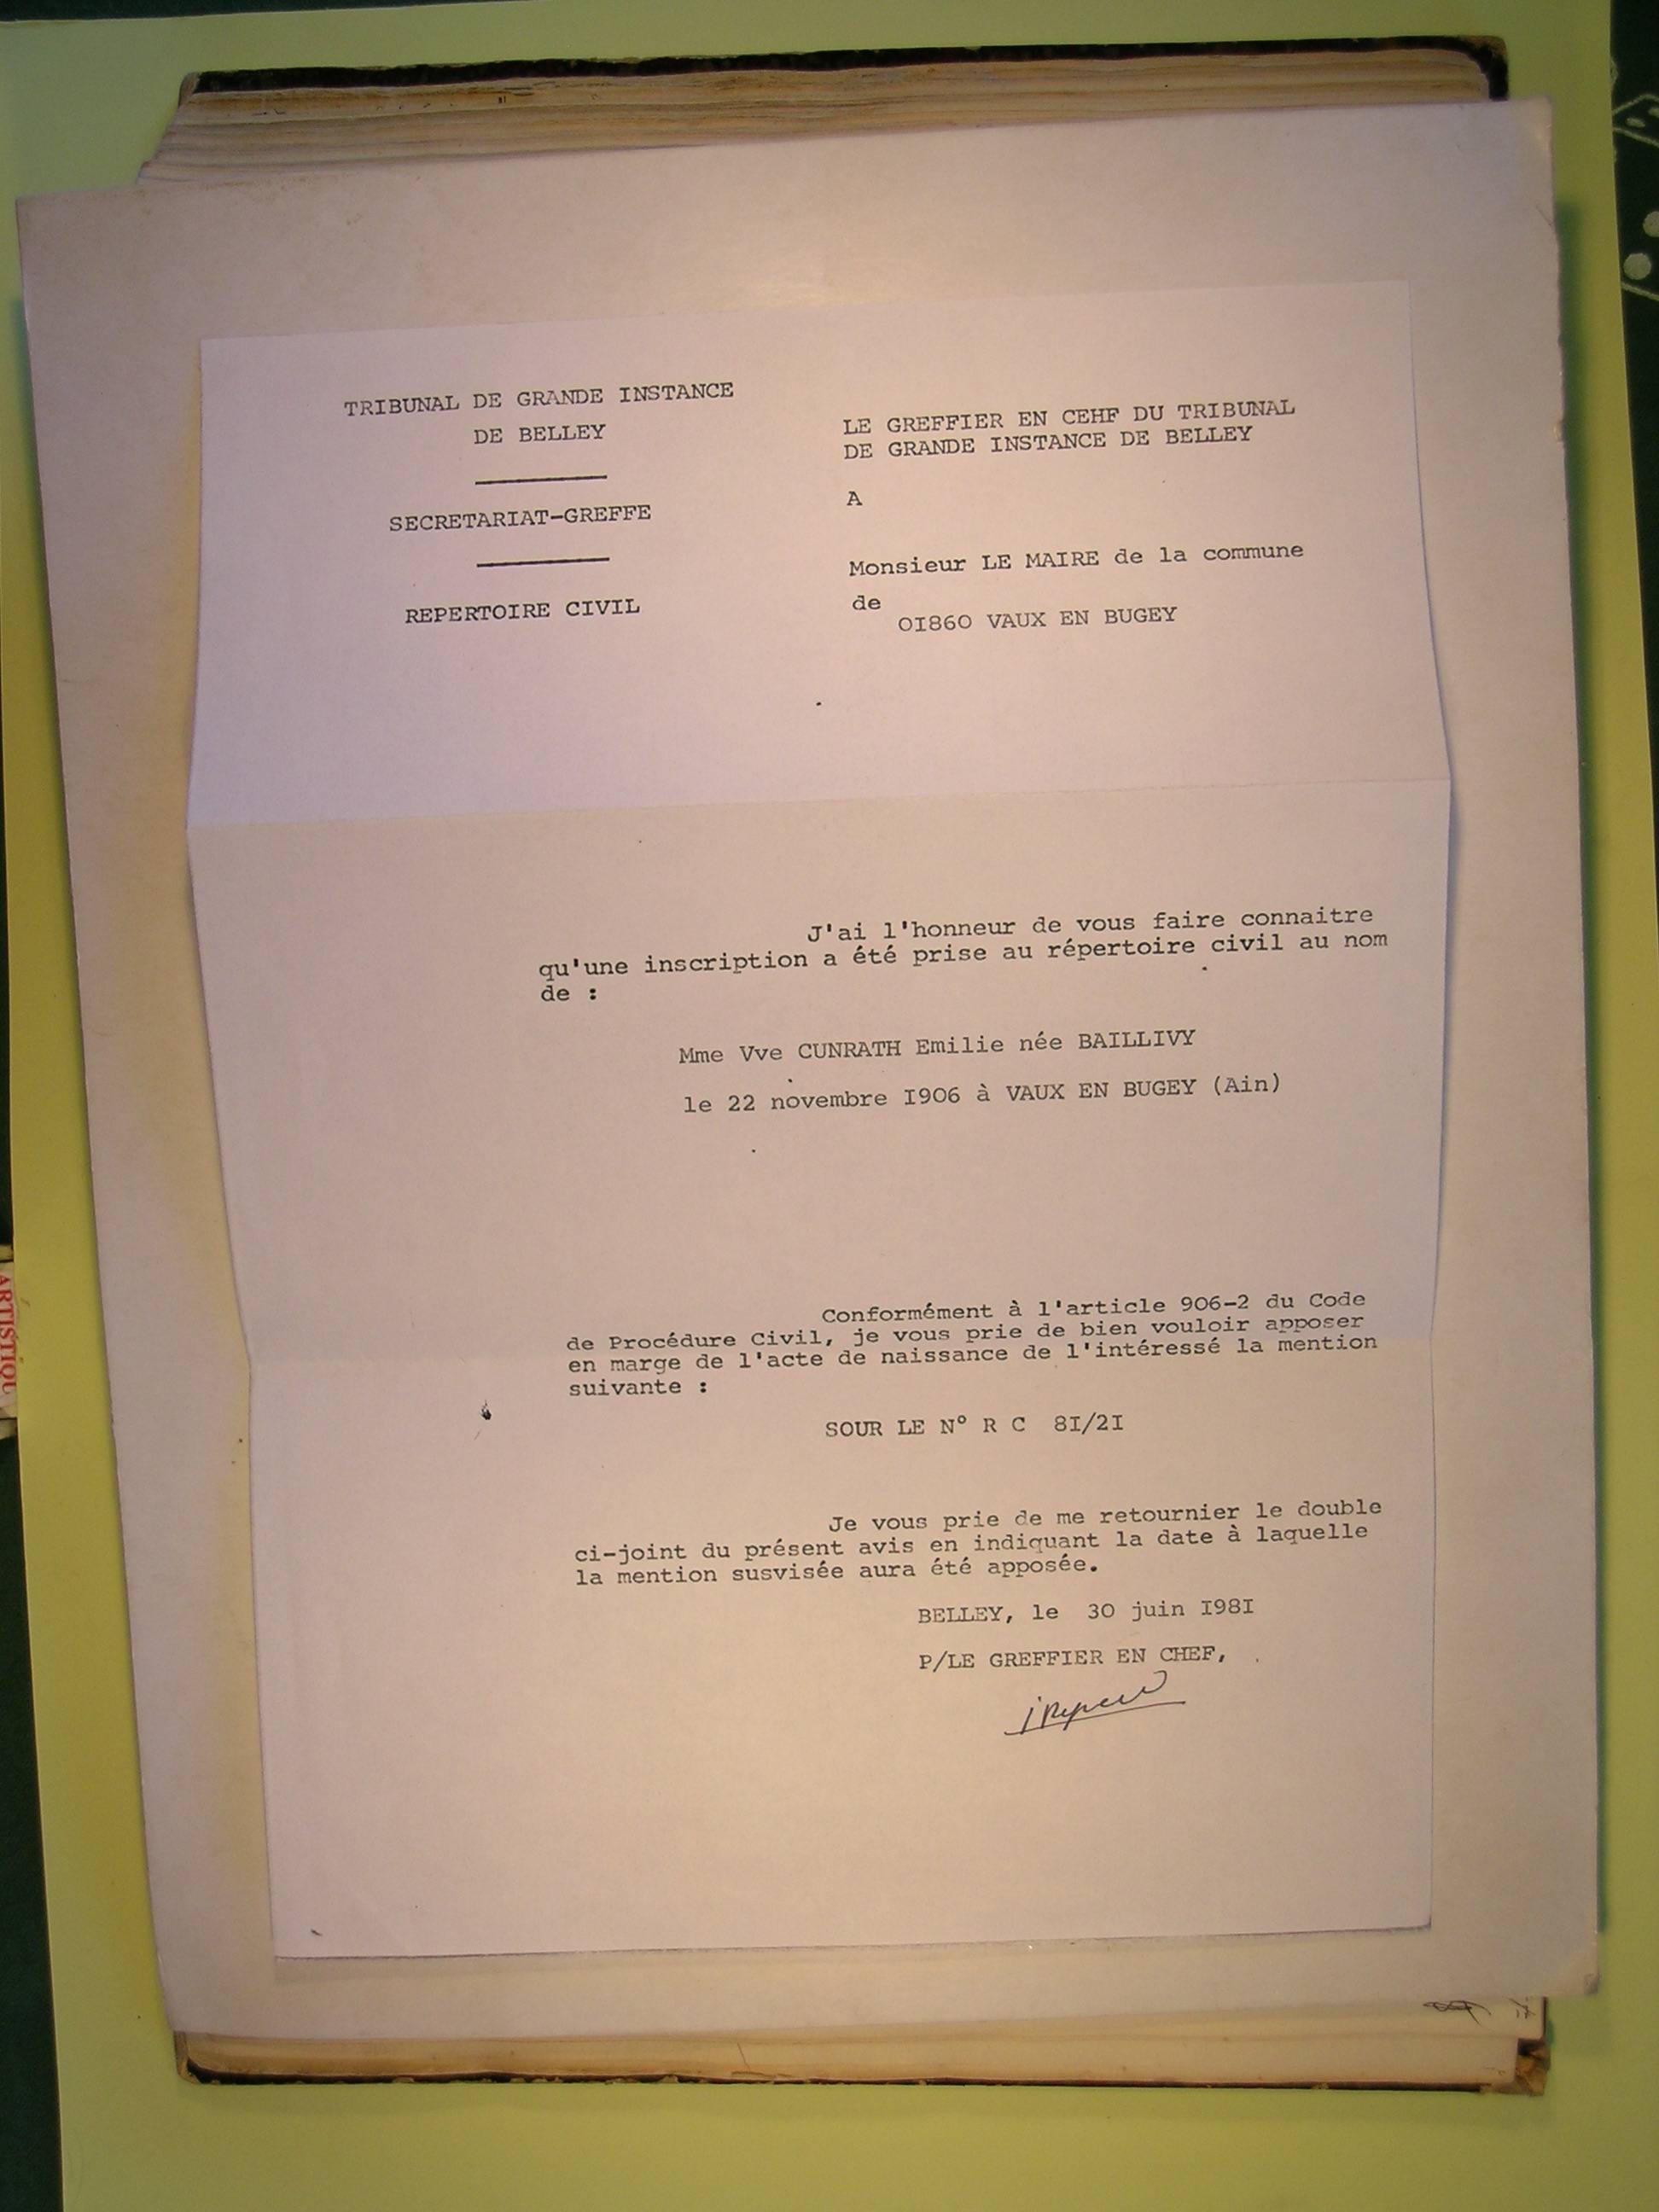 TRIBUNAL DE GRANDE INSTANCE
DE BELLEY
SECRETARIAT-GREFFE
REPERTOIRE CIVIL
LE GREFFIER EN CEHF DU TRIBUNAL
DE GRANDE INSTANCE DE BELLEY
A
Monsieur LE MAIRE de la commune
de
OI860 VAUX EN BUGEY
J'ai l'honneur de vous faire connaitre
qu'une inscription a été prise au répertoire civil au nom
de :
Mme Vve CUNRATH Emilie née BAILLIVY
le 22 novembre I906 à VAUX EN BUGEY (Ain)
Conformément à l'article 906-2 du Code
de Procédure Civil, je vous prie de bien vouloir apposer
en marge de l'acte de naissance de l'intéressé la mention
suivante :
SOUR LE N° R C 8I/2I
Je vous prie de me retournier le double
ci-joint du présent avis en indiquant la date à laquelle
la mention susvisée aura été apposée.
BELLEY, le 30 juin I98I
P/LE GREFFIER EN CHEF,
ARTISTIQU